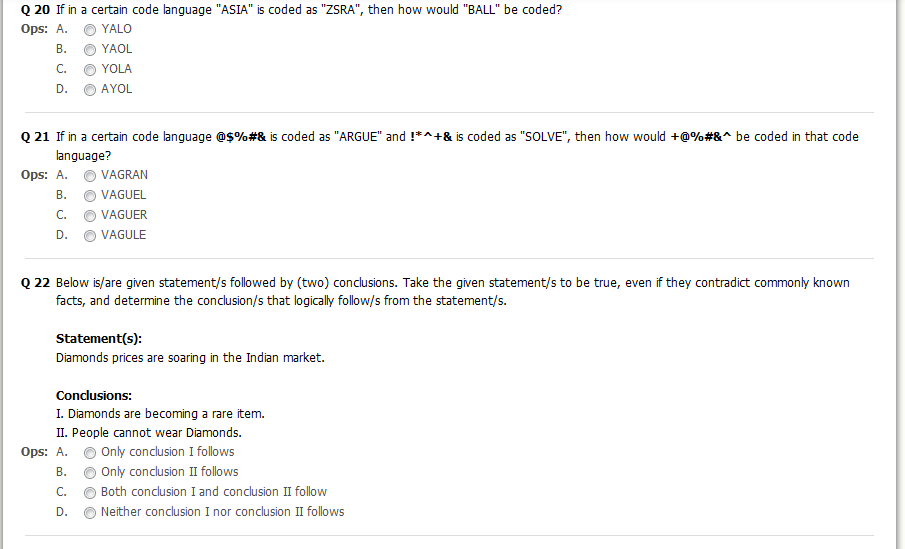 Q 20 If in a certain code language "ASIA" is coded as "ZSRA", then how would "BALL" be coded?
Ops: A. YALO
B. YAOL
C. YOLA
D. AYOL
Q 21 If in a certain code language @$%#& is coded as "ARGUE" and !*^+& is coded as "SOLVE", then how would +@%#&^ be coded in that code
language?
Ops: A. VAGRAN
B. VAGUEL
C. VAGUER
D. VAGULE
Q 22 Below is/are given statement/s followed by (two) conclusions. Take the given statement/s to be true, even if they contradict commonly known
facts, and determine the conclusion/s that logically follow/s from the statement/s.
Statement(s):
Diamonds prices are soaring in the Indian market.
Conclusions:
I. Diamonds are becoming a rare item.
II. People cannot wear Diamonds.
Ops: A. Only conclusion I follows
B. Only conclusion II follows
C. Both conclusion I and conclusion II follow
D. Neither conclusion I nor conclusion II follows